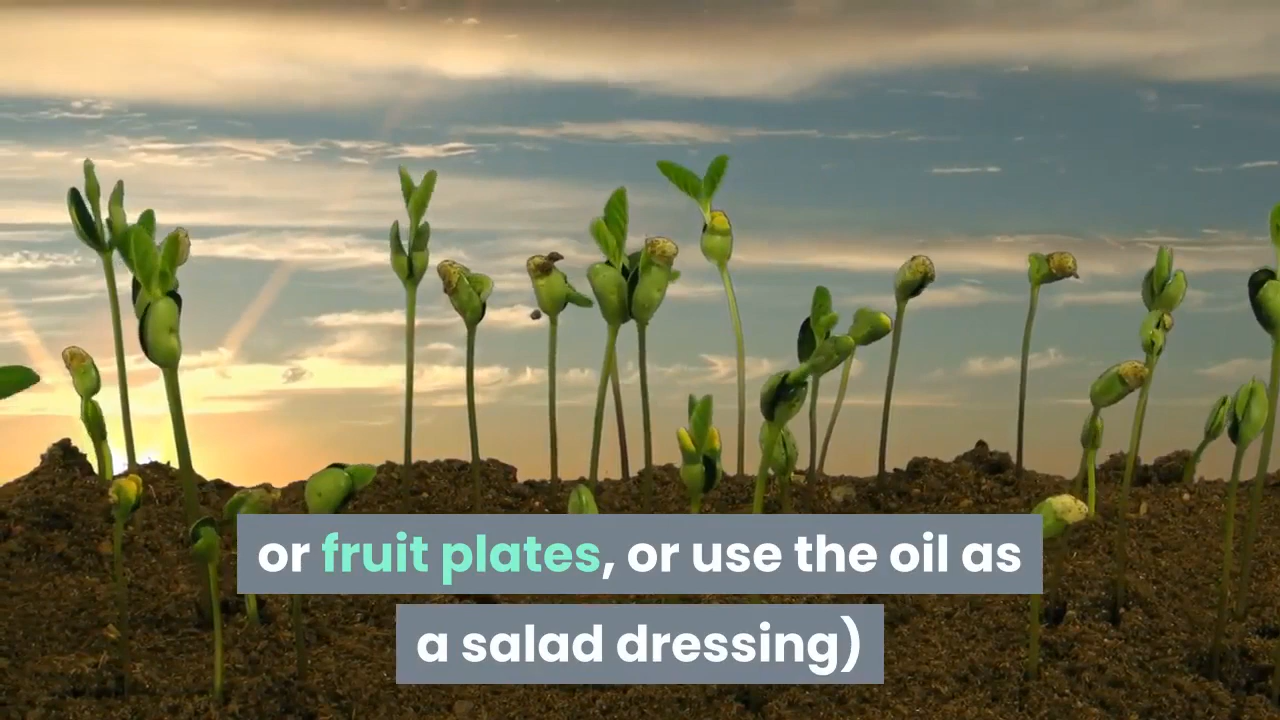 or fruit plates, or use the oil as
a salad dressing)